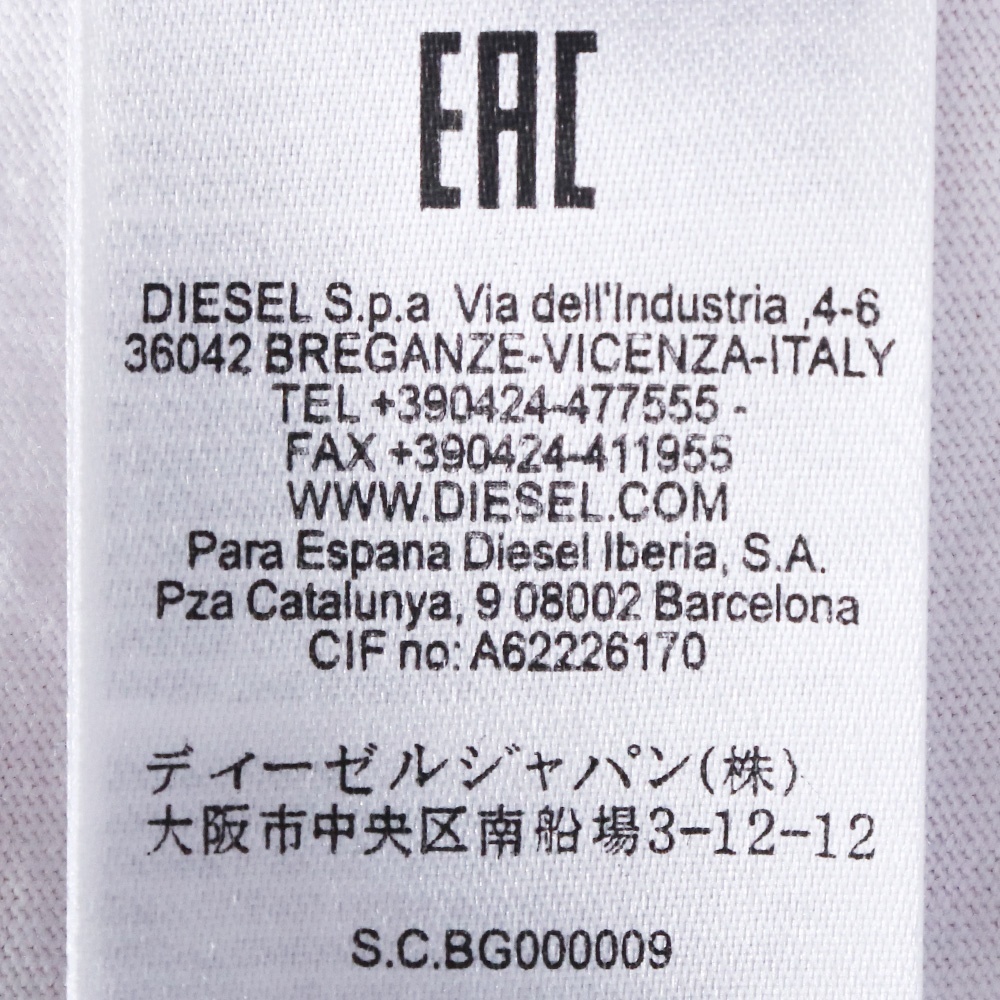 EAC
DIESEL S.p.a Via dell'Industria ,4-6
36042 BREGANZE-VICENZA-ITALY
TEL +390424-477555 -
FAX +390424-411955
WWW.DIESEL.COM
Para Espana Diesel Iberia, S.A.
Pza Catalunya, 9 08002 Barcelona
CIF no: A62226170
ディーゼルジャパン(株)
大阪市中央区南船場3-12-12
S.C.BG000009